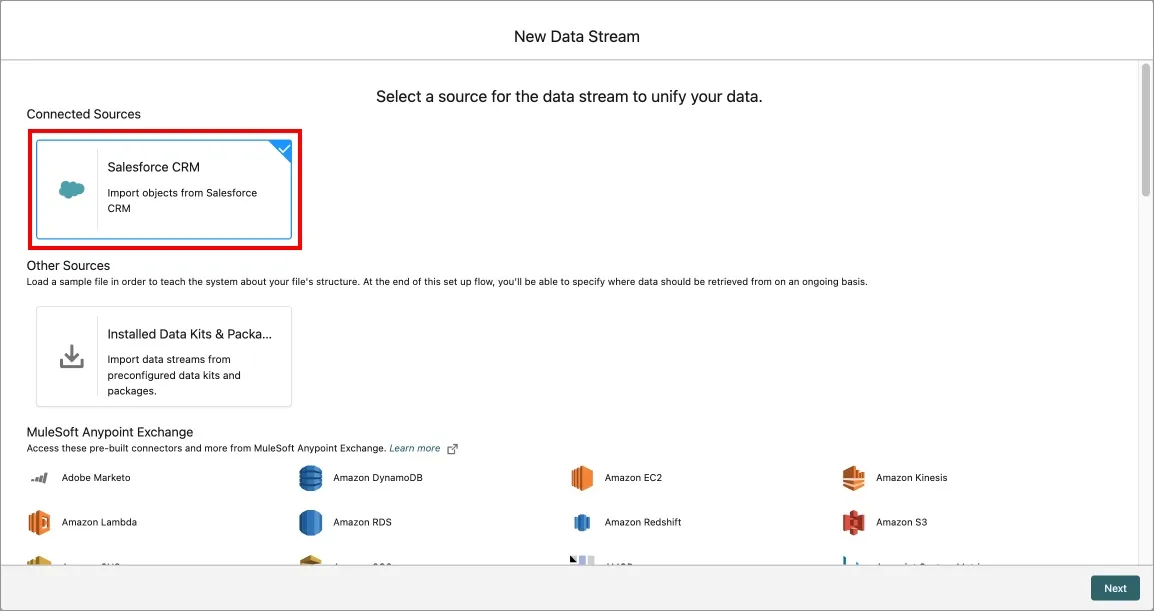 New Data Stream
Select a source for the data stream to unify your data.
Connected Sources
Salesforce CRM
Import objects from Salesforce
CRM
Other Sources
Load a sample file in order to teach the system about your file's structure. At the end of this set up flow, you'll be able to specify where data should be retrieved from on an ongoing basis.
Installed Data Kits & Packa...
Import data streams from
preconfigured data kits and
packages.
MuleSoft Anypoint Exchange
Access these pre-built connectors and more from MuleSoft Anypoint Exchange. Learn more
Adobe Marketo
Amazon DynamoDB
Amazon EC2
Amazon Kinesis
Amazon Lambda
Amazon RDS
Amazon Redshift
Amazon S3
Next